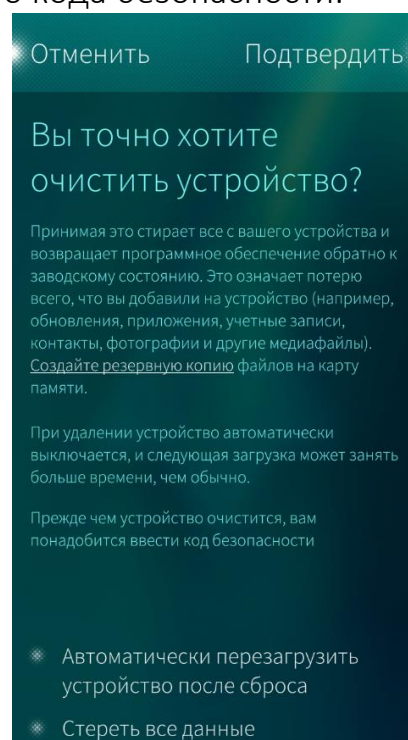 кода безопасности.
Отменить Подтвердить
Вы точно хотите
очистить устройство?
Принимая это стирает все с вашего устройства и
возвращает программное обеспечение обратно к
заводскому состоянию. Это означает потерю
всего, что вы добавили на устройство (например,
обновления, приложения, учетные записи,
контакты, фотографии и другие медиафайлы).
Создайте резервную копию файлов на карту
памяти.
При удалении устройство автоматически
выключается, и следующая загрузка может занять
больше времени, чем обычно.
Прежде чем устройство очистится, вам
понадобится ввести код безопасности
Автоматически перезагрузить
устройство после сброса
Стереть все данные